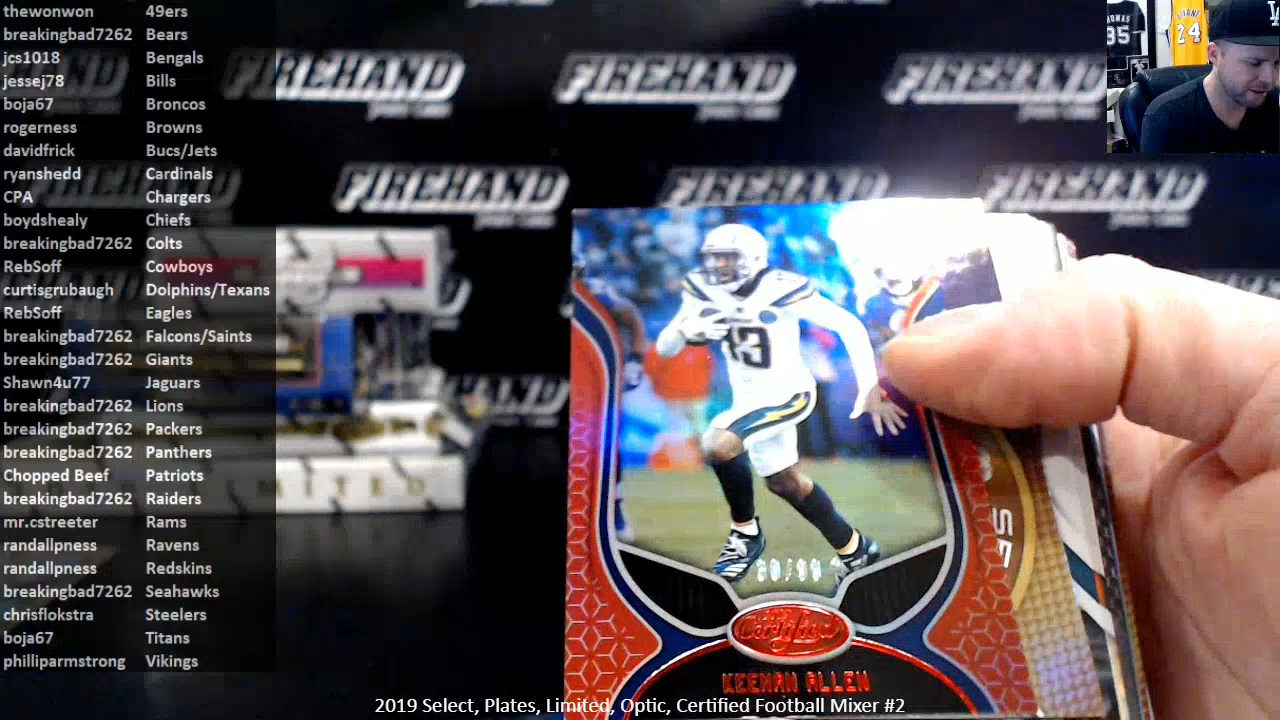 thewonwon 49ers
breakingbad7262 Bears
jcs1018 Bengals
jessej78 Bills
boja67 Broncos
rogerness Browns
davidfrick Bucs/Jets
ryanshedd Cardinals
CPA Chargers
boydshealy Chiefs
breakingbad7262 Colts
RebSoff Cowboys
curtisgrubaugh Dolphins/Texans
RebSoff Eagles
breakingbad7262 Falcons/Saints
breakingbad7262 Giants
Shawn4u77 Jaguars
breakingbad7262 Lions
breakingbad7262 Packers
breakingbad7262 Panthers
Chopped Beef Patriots
breakingbad7262 Raiders
mr.cstreeter Rams
randallpness Ravens
randallpness Redskins
breakingbad7262 Seahawks
chrisflokstra Steelers
boja67 Titans
philliparmstrong Vikings
FIREHAND FIREHAND FIREHAND
FIREHAND FIREHAND FIREHAND
24
LA
13
Certified
KEENAN ALLEN
2019 Select, Plates, Limited, Optic, Certified Football Mixer #2